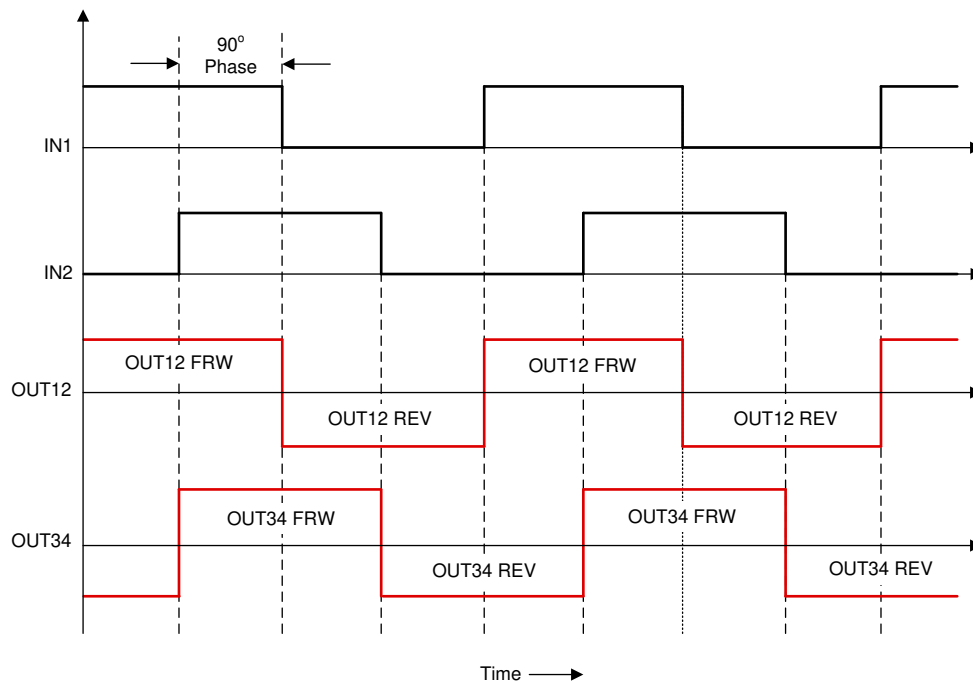 90°
Phase
IN1
IN2
OUT12 FRW
OUT12 FRW
OUT12
OUT12 REV
OUT12 REV
OUT34 FRW
OUT34 FRW
OUT34
OUT34 REV
OUT34 REV
Time